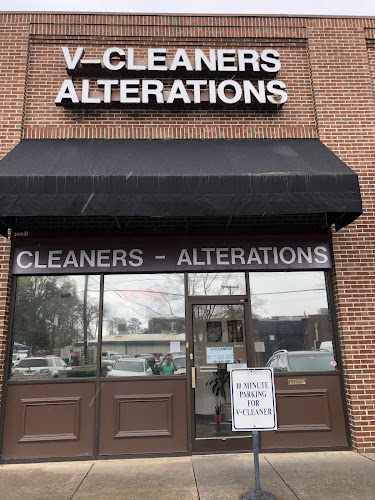 V-CLEANERS
ALTERATIONS
CLEANERS - ALTERATIONS
10 MINUTE
PARKING
FOR
V-CLEANER